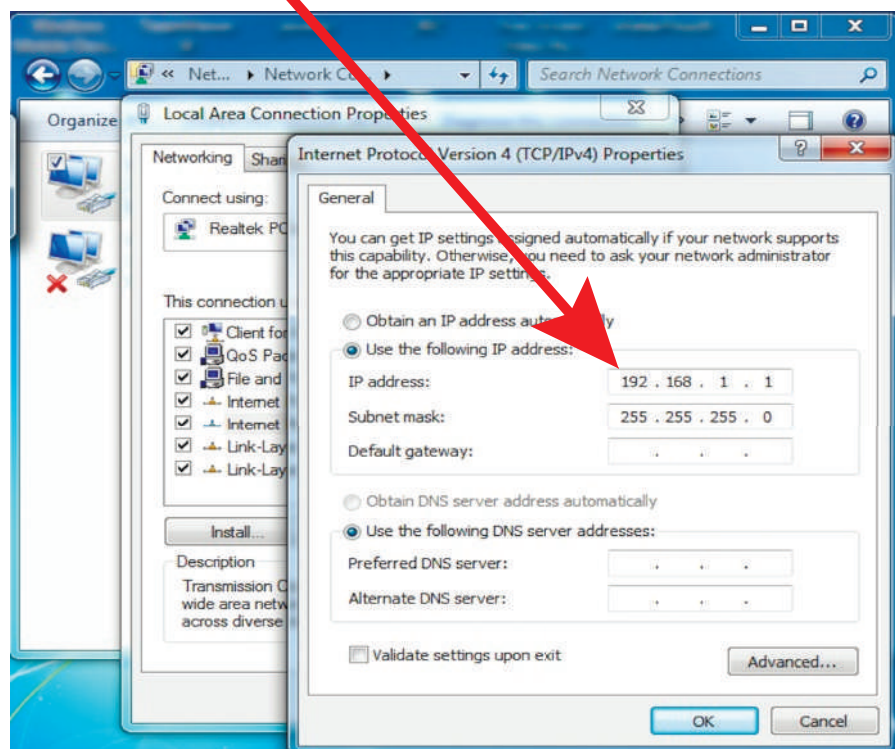 « Net... ▸ Network Co... ▸
Search Network Connections
Organize
Local Area Connection Properties
Networking
Shar
Connect using:
Realtek PC
This connection u
Client for
QoS Pac
File and
Internet
Internet
Link-Lay
Link-Lay
Install...
Description
Transmission C
wide area netw
across diverse
Internet Protocol Version 4 (TCP/IPv4) Properties
General
You can get IP settings assigned automatically if your network supports
this capability. Otherwise, you need to ask your network administrator
for the appropriate IP settings.
Obtain an IP address automatically
Use the following IP address:
IP address: 192 . 168 . 1 . 1
Subnet mask: 255 . 255 . 255 . 0
Default gateway: . . .
Obtain DNS server address automatically
Use the following DNS server addresses:
Preferred DNS server: . . .
Alternate DNS server: . . .
Validate settings upon exit
Advanced...
OK
Cancel